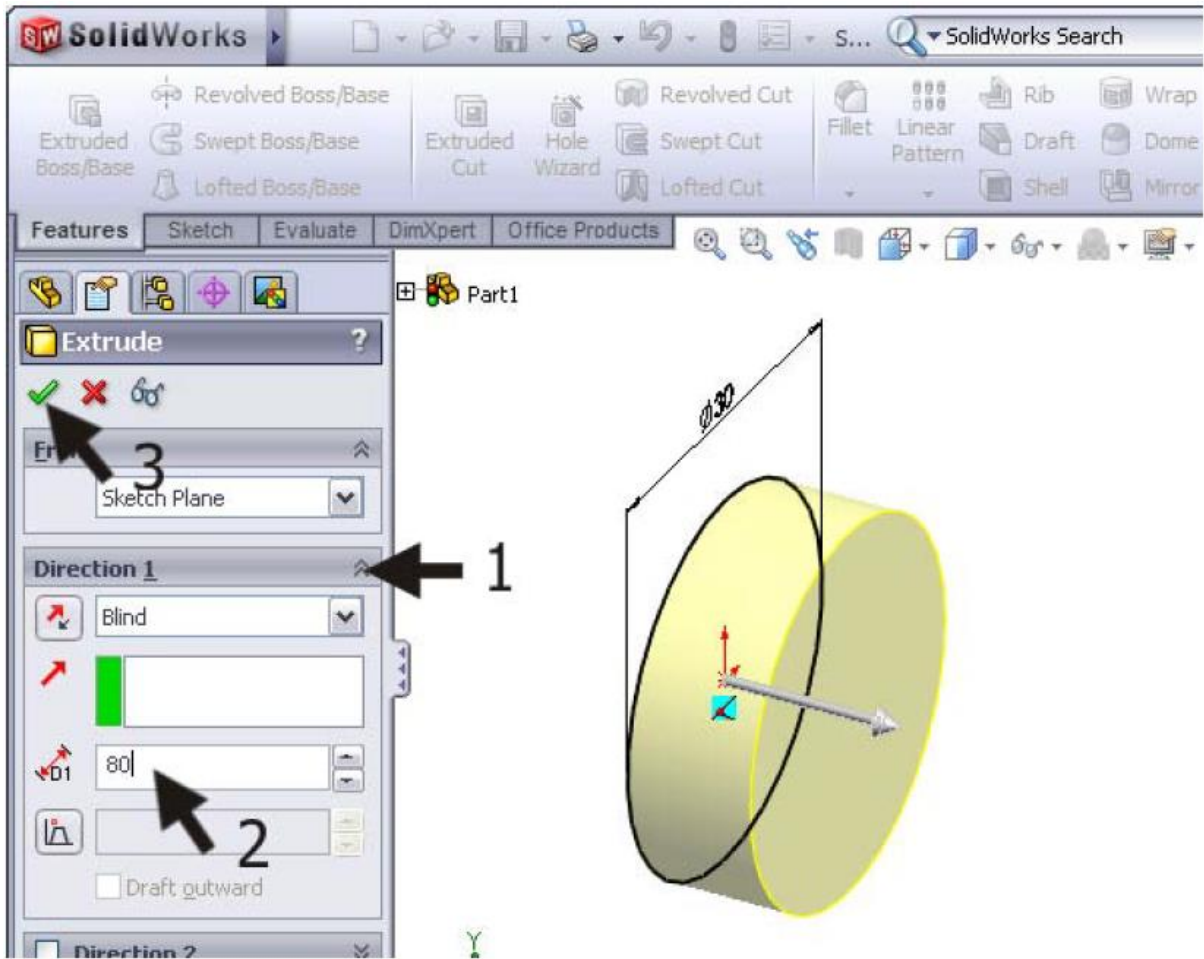 SolidWorks S... SolidWorks Search
Extruded Boss/Base
Revolved Boss/Base
Swept Boss/Base
Lofted Boss/Base
Extruded Cut
Hole Wizard
Revolved Cut
Swept Cut
Lofted Cut
Fillet
Linear Pattern
Rib
Draft
Shell
Wrap
Dome
Mirror
Features Sketch Evaluate DimXpert Office Products
Part1
Extrude ?
3
Sketch Plane
Direction 1
1
Blind
D1 80
2
Draft outward
Direction 2
Ø30
Y